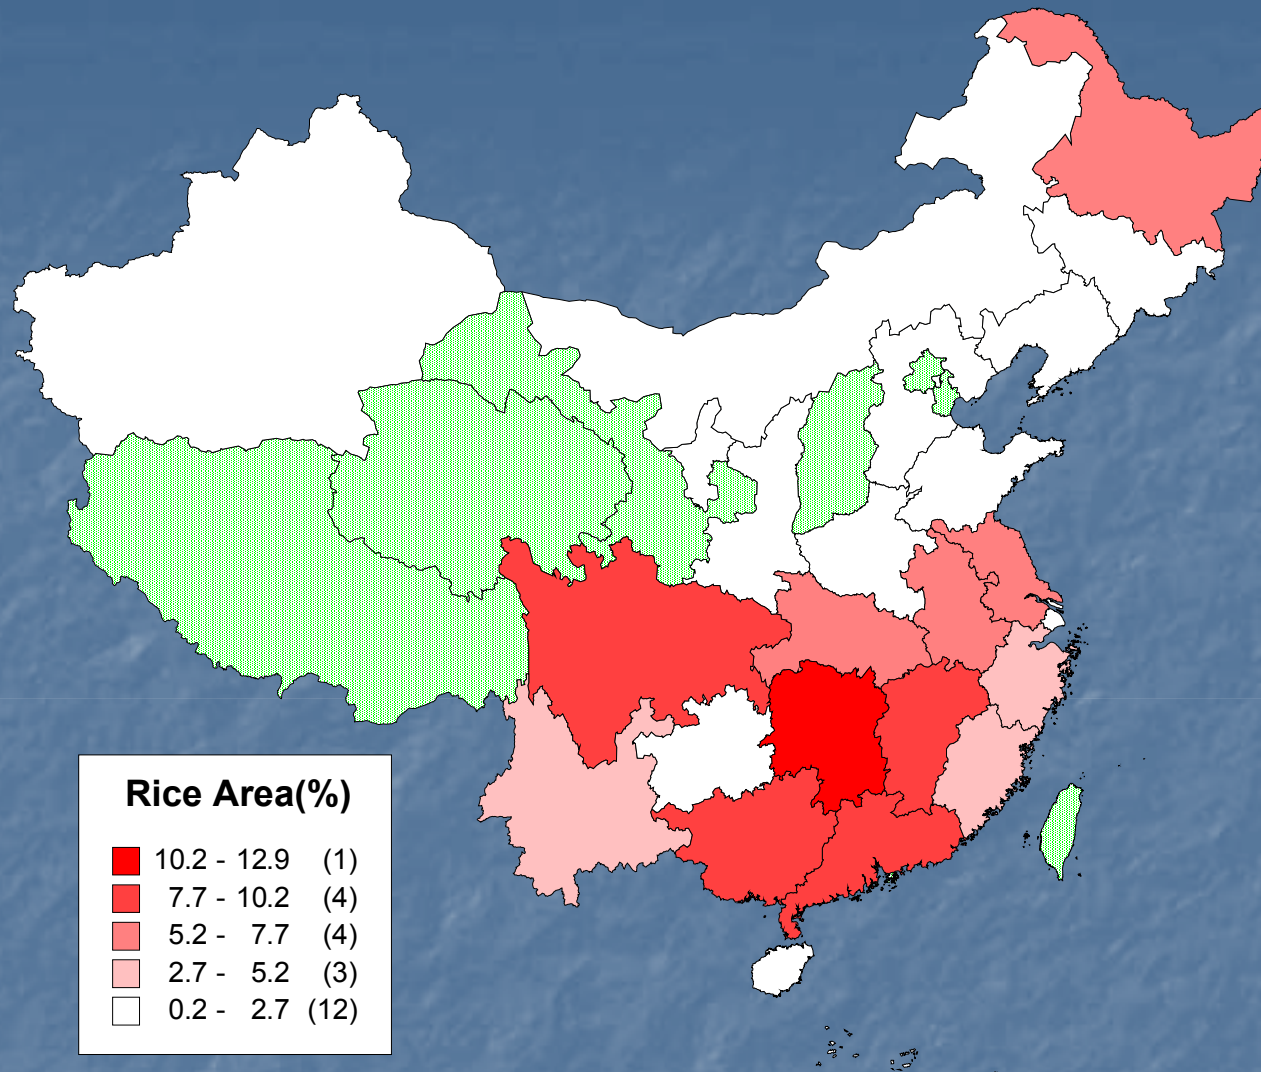 Rice Area(%)
10.2 - 12.9 (1)
7.7 - 10.2 (4)
5.2 - 7.7 (4)
2.7 - 5.2 (3)
0.2 - 2.7 (12)